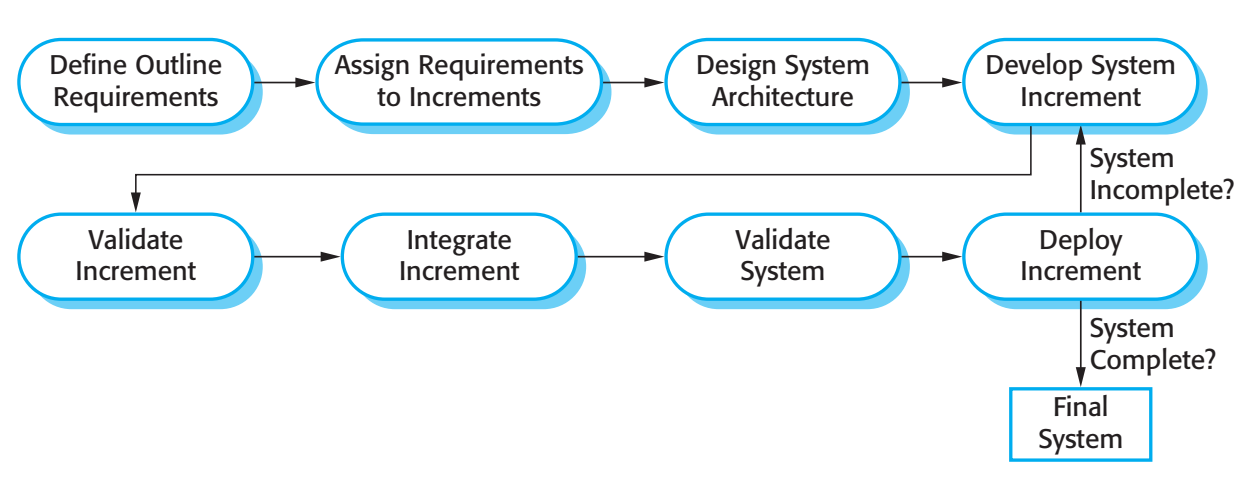 Define Outline
Requirements
Assign Requirements
to Increments
Design System
Architecture
Develop System
Increment
System
Incomplete?
Validate
Increment
Integrate
Increment
Validate
System
Deploy
Increment
System
Complete?
Final
System